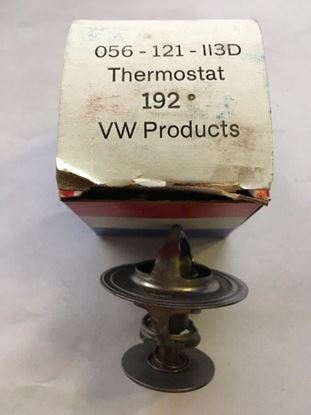 056 - 121 - 113D
Thermostat
192°
VW Products